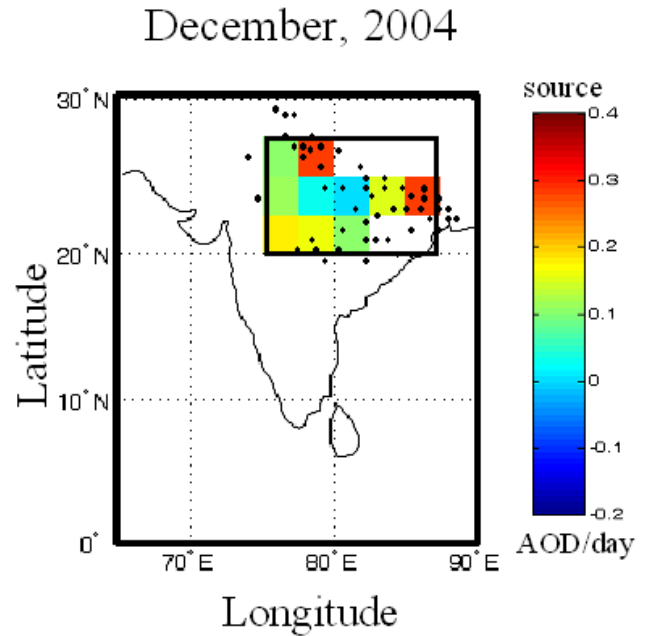 December, 2004
source
30°N
20°N
10°N
0°
70°E
80°E
90°E
Latitude
Longitude
0.4
0.3
0.2
0.1
0
-0.1
-0.2
AOD/day